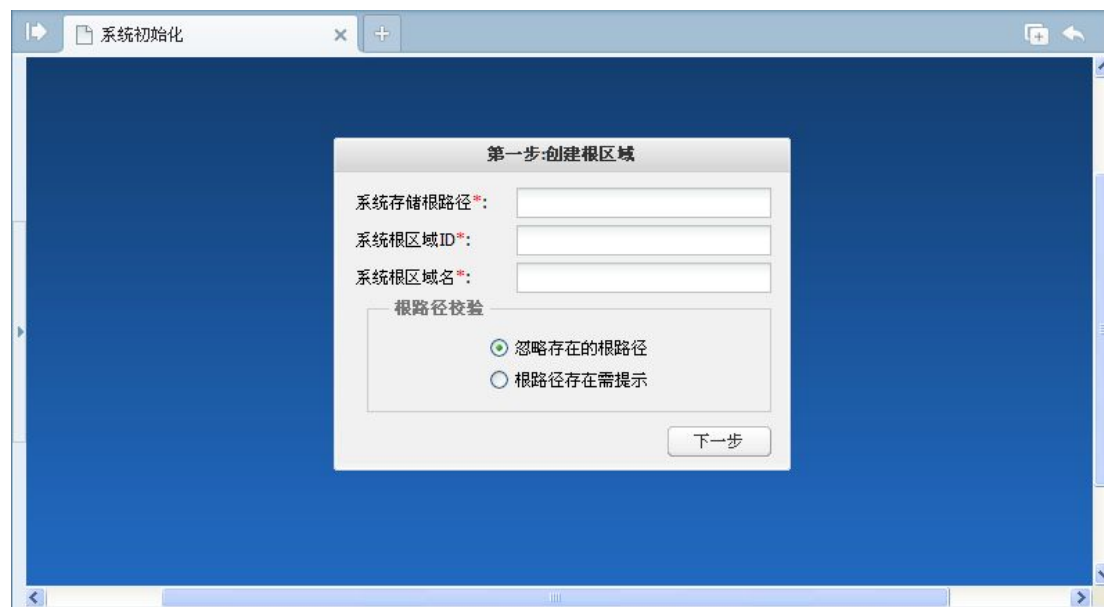 系统初始化
第一步:创建根区域
系统存储根路径*:
系统根区域ID*:
系统根区域名*:
根路径校验
忽略存在的根路径
根路径存在需提示
下一步